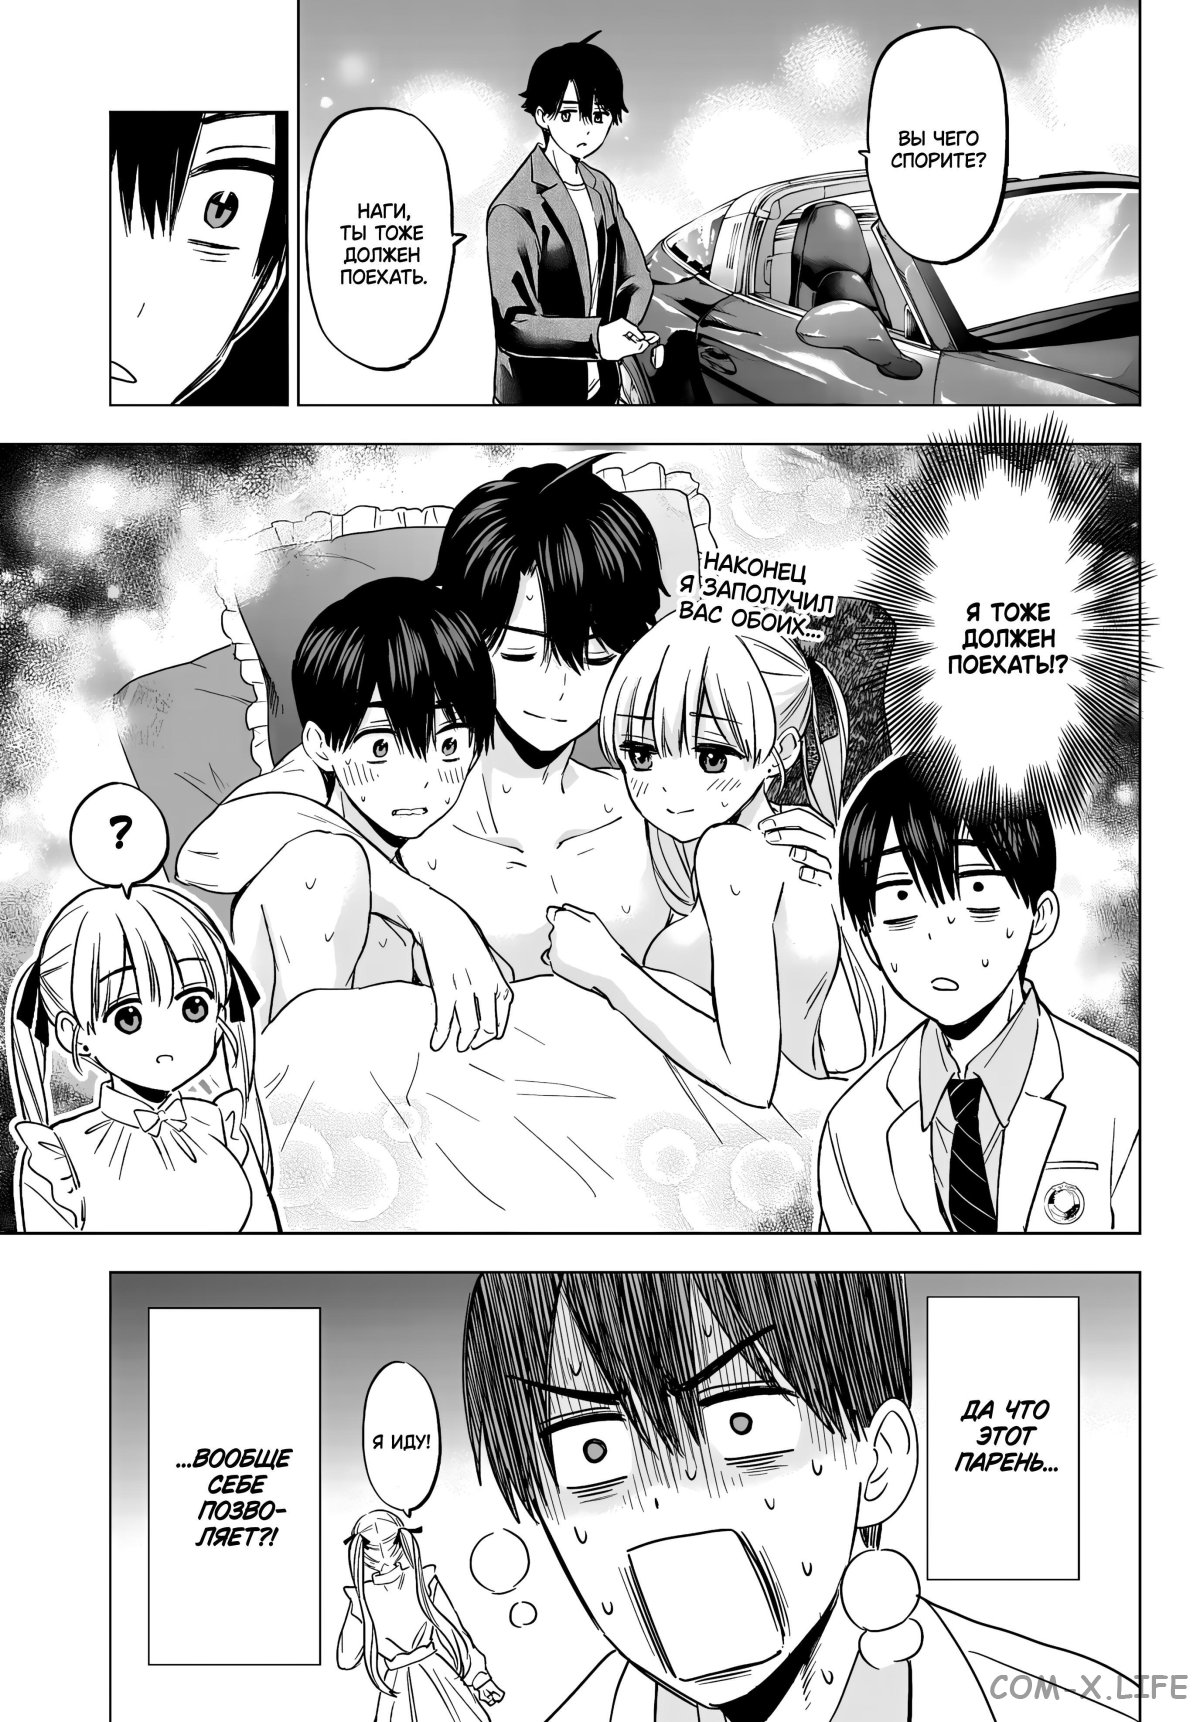 ВЫ ЧЕГО
СПОРИТЕ?
НАГИ,
ТЫ ТОЖЕ
ДОЛЖЕН
ПОЕХАТЬ.
Я ТОЖЕ
ДОЛЖЕН
ПОЕХАТЬ!?
НАКОНЕЦ
Я ЗАПОЛУЧИЛ
ВАС ОБОИХ...
?
ДА ЧТО
ЭТОТ
ПАРЕНЬ...
Я ИДУ!
...ВООБЩЕ
СЕБЕ
ПОЗВО-
ЛЯЕТ?!
COM-X.LIFE